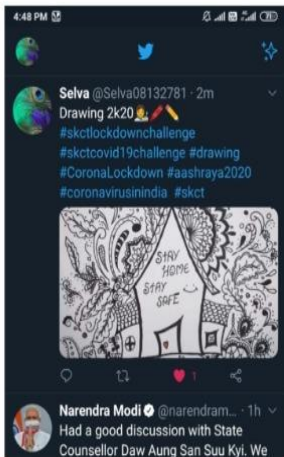 4:48 PM
Selva @Selva08132781 · 2m
Drawing 2k20
#skctlockdownchallenge
#skctcovid19challenge #drawing
#CoronaLockdown #aashraya2020
#coronavirusinindia #skct
STAY
HOME
STAY
SAFE
1
Narendra Modi @narendram... · 1h
Had a good discussion with State
Counsellor Daw Aung San Suu Kyi. We